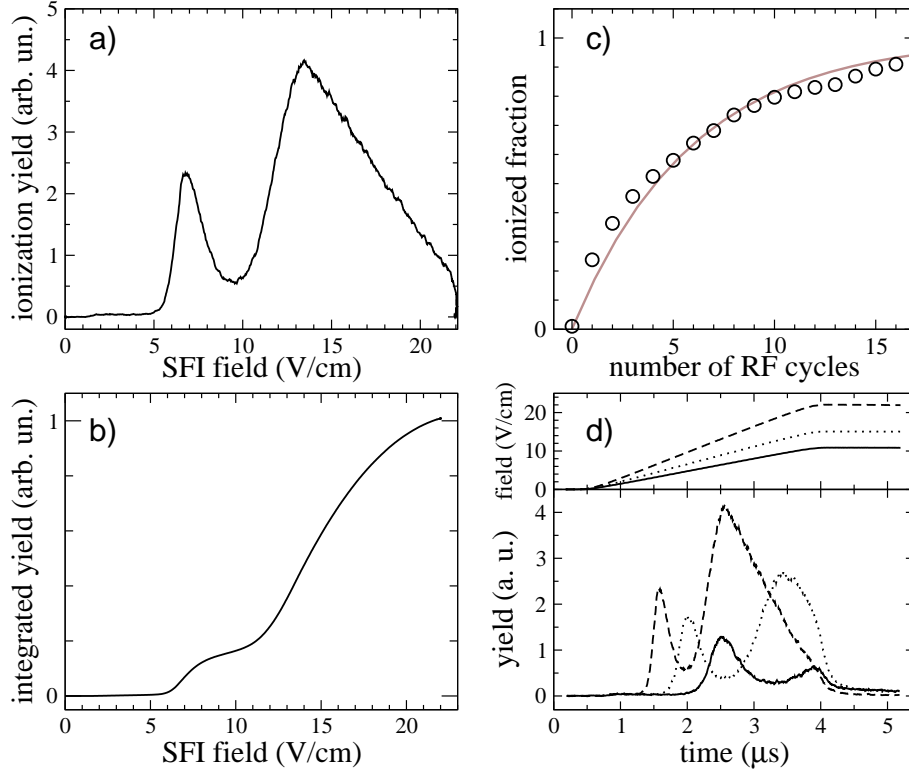 a)
ionization yield (arb. un.)
5
4
3
2
1
0
0 5 10 15 20
SFI field (V/cm)
c)
ionized fraction
1
0
0 5 10 15
number of RF cycles
b)
integrated yield (arb. un.)
1
0
0 5 10 15 20
SFI field (V/cm)
d)
field (V/cm)
20
10
0
yield (a. u.)
4
3
2
1
0
0 1 2 3 4 5
time (μs)